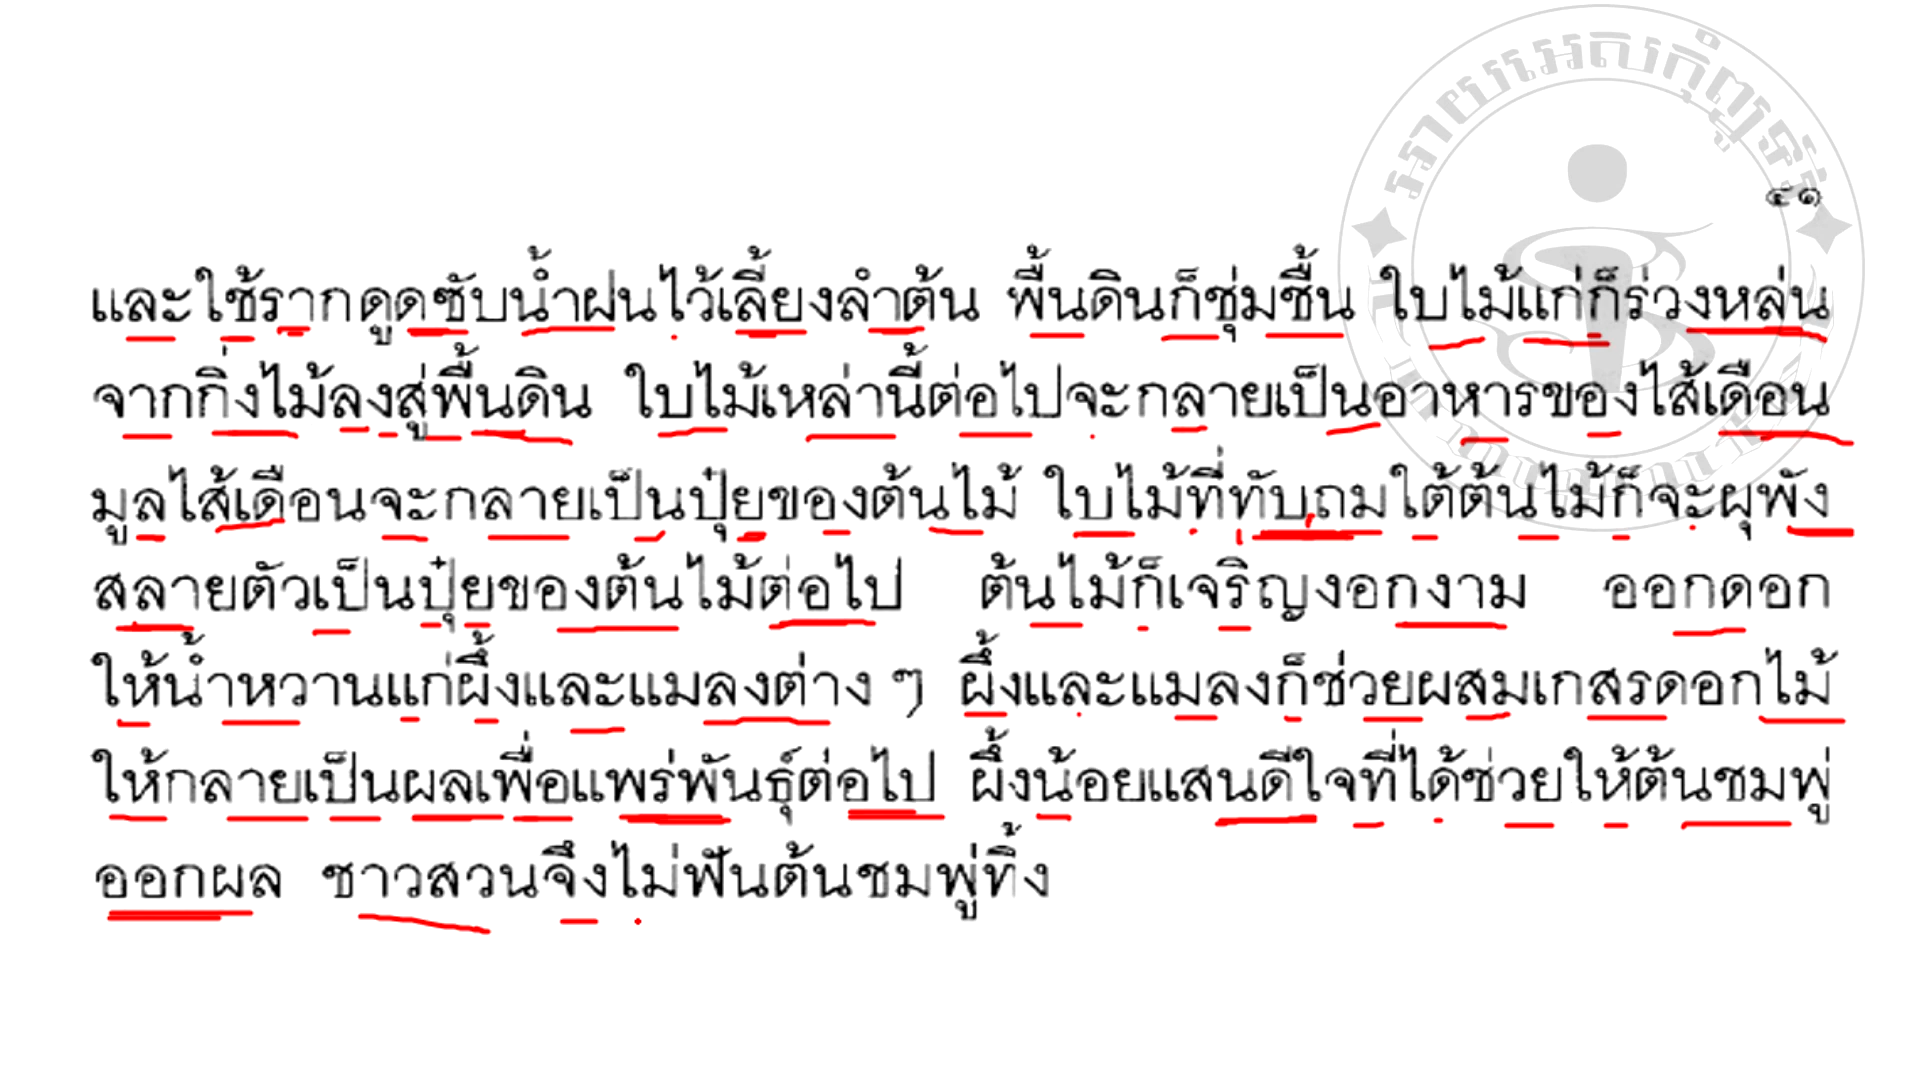 ๕๑
และใช้รากดูดซับน้ำฝนไว้เลี้ยงลำต้น พื้นดินก็ชุ่มชื้น ใบไม้แก่ก็ร่วงหล่น
จากกิ่งไม้ลงสู่พื้นดิน ใบไม้เหล่านี้ต่อไปจะกลายเป็นอาหารของไส้เดือน
มูลไส้เดือนจะกลายเป็นปุ๋ยของต้นไม้ ใบไม้ที่ทับถมใต้ต้นไม้ก็จะผุพัง
สลายตัวเป็นปุ๋ยของต้นไม้ต่อไป ต้นไม้ก็เจริญงอกงาม ออกดอก
ให้น้ำหวานแก่ผึ้งและแมลงต่าง ๆ ผึ้งและแมลงก็ช่วยผสมเกสรดอกไม้
ให้กลายเป็นผลเพื่อแพร่พันธุ์ต่อไป ผึ้งน้อยแสนดีใจที่ได้ช่วยให้ต้นชมพู่
ออกผล ชาวสวนจึงไม่ฟันต้นชมพู่ทิ้ง